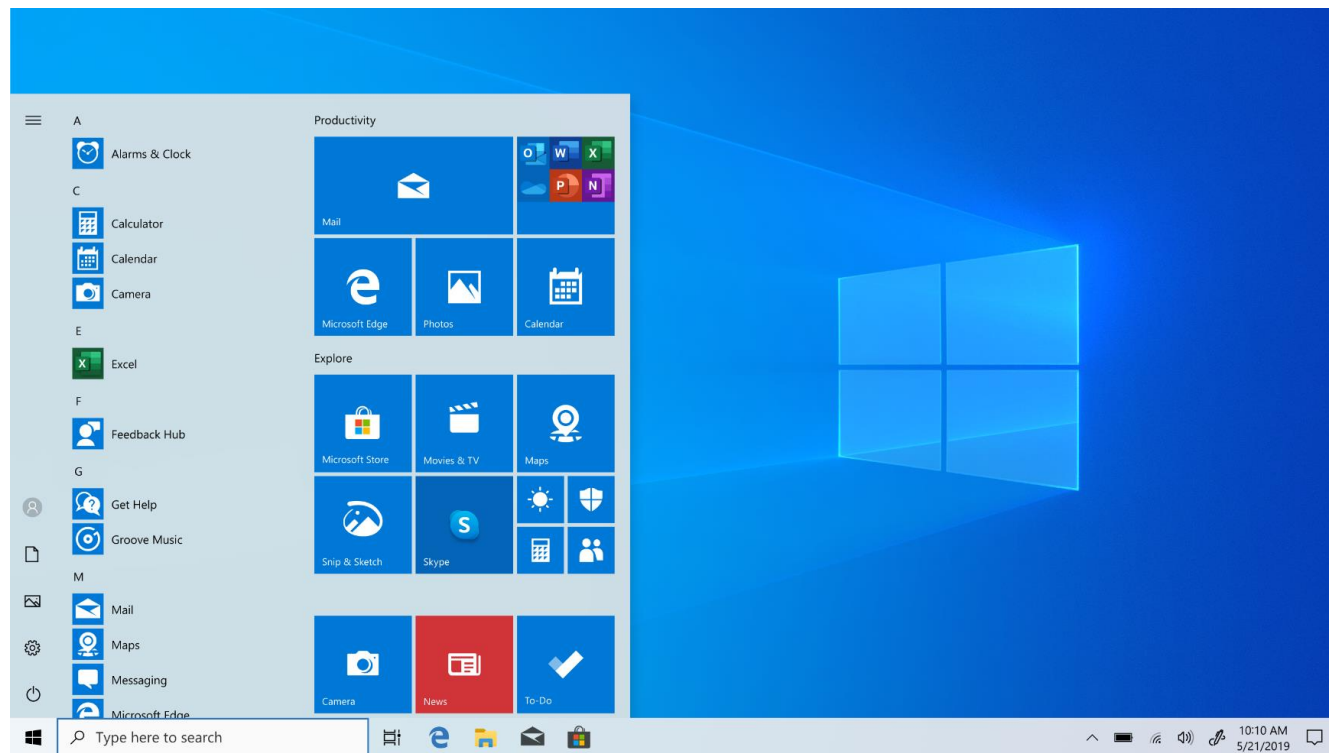 A
Alarms & Clock
C
Calculator
Calendar
Camera
E
Excel
F
Feedback Hub
G
Get Help
Groove Music
M
Mail
Maps
Messaging
Microsoft Edge
Productivity
Mail
O W X
P N
Microsoft Edge
Photos
Calendar
Explore
Microsoft Store
Movies & TV
Maps
Snip & Sketch
S
Skype
Camera
News
To-Do
Type here to search
10:10 AM
5/21/2019